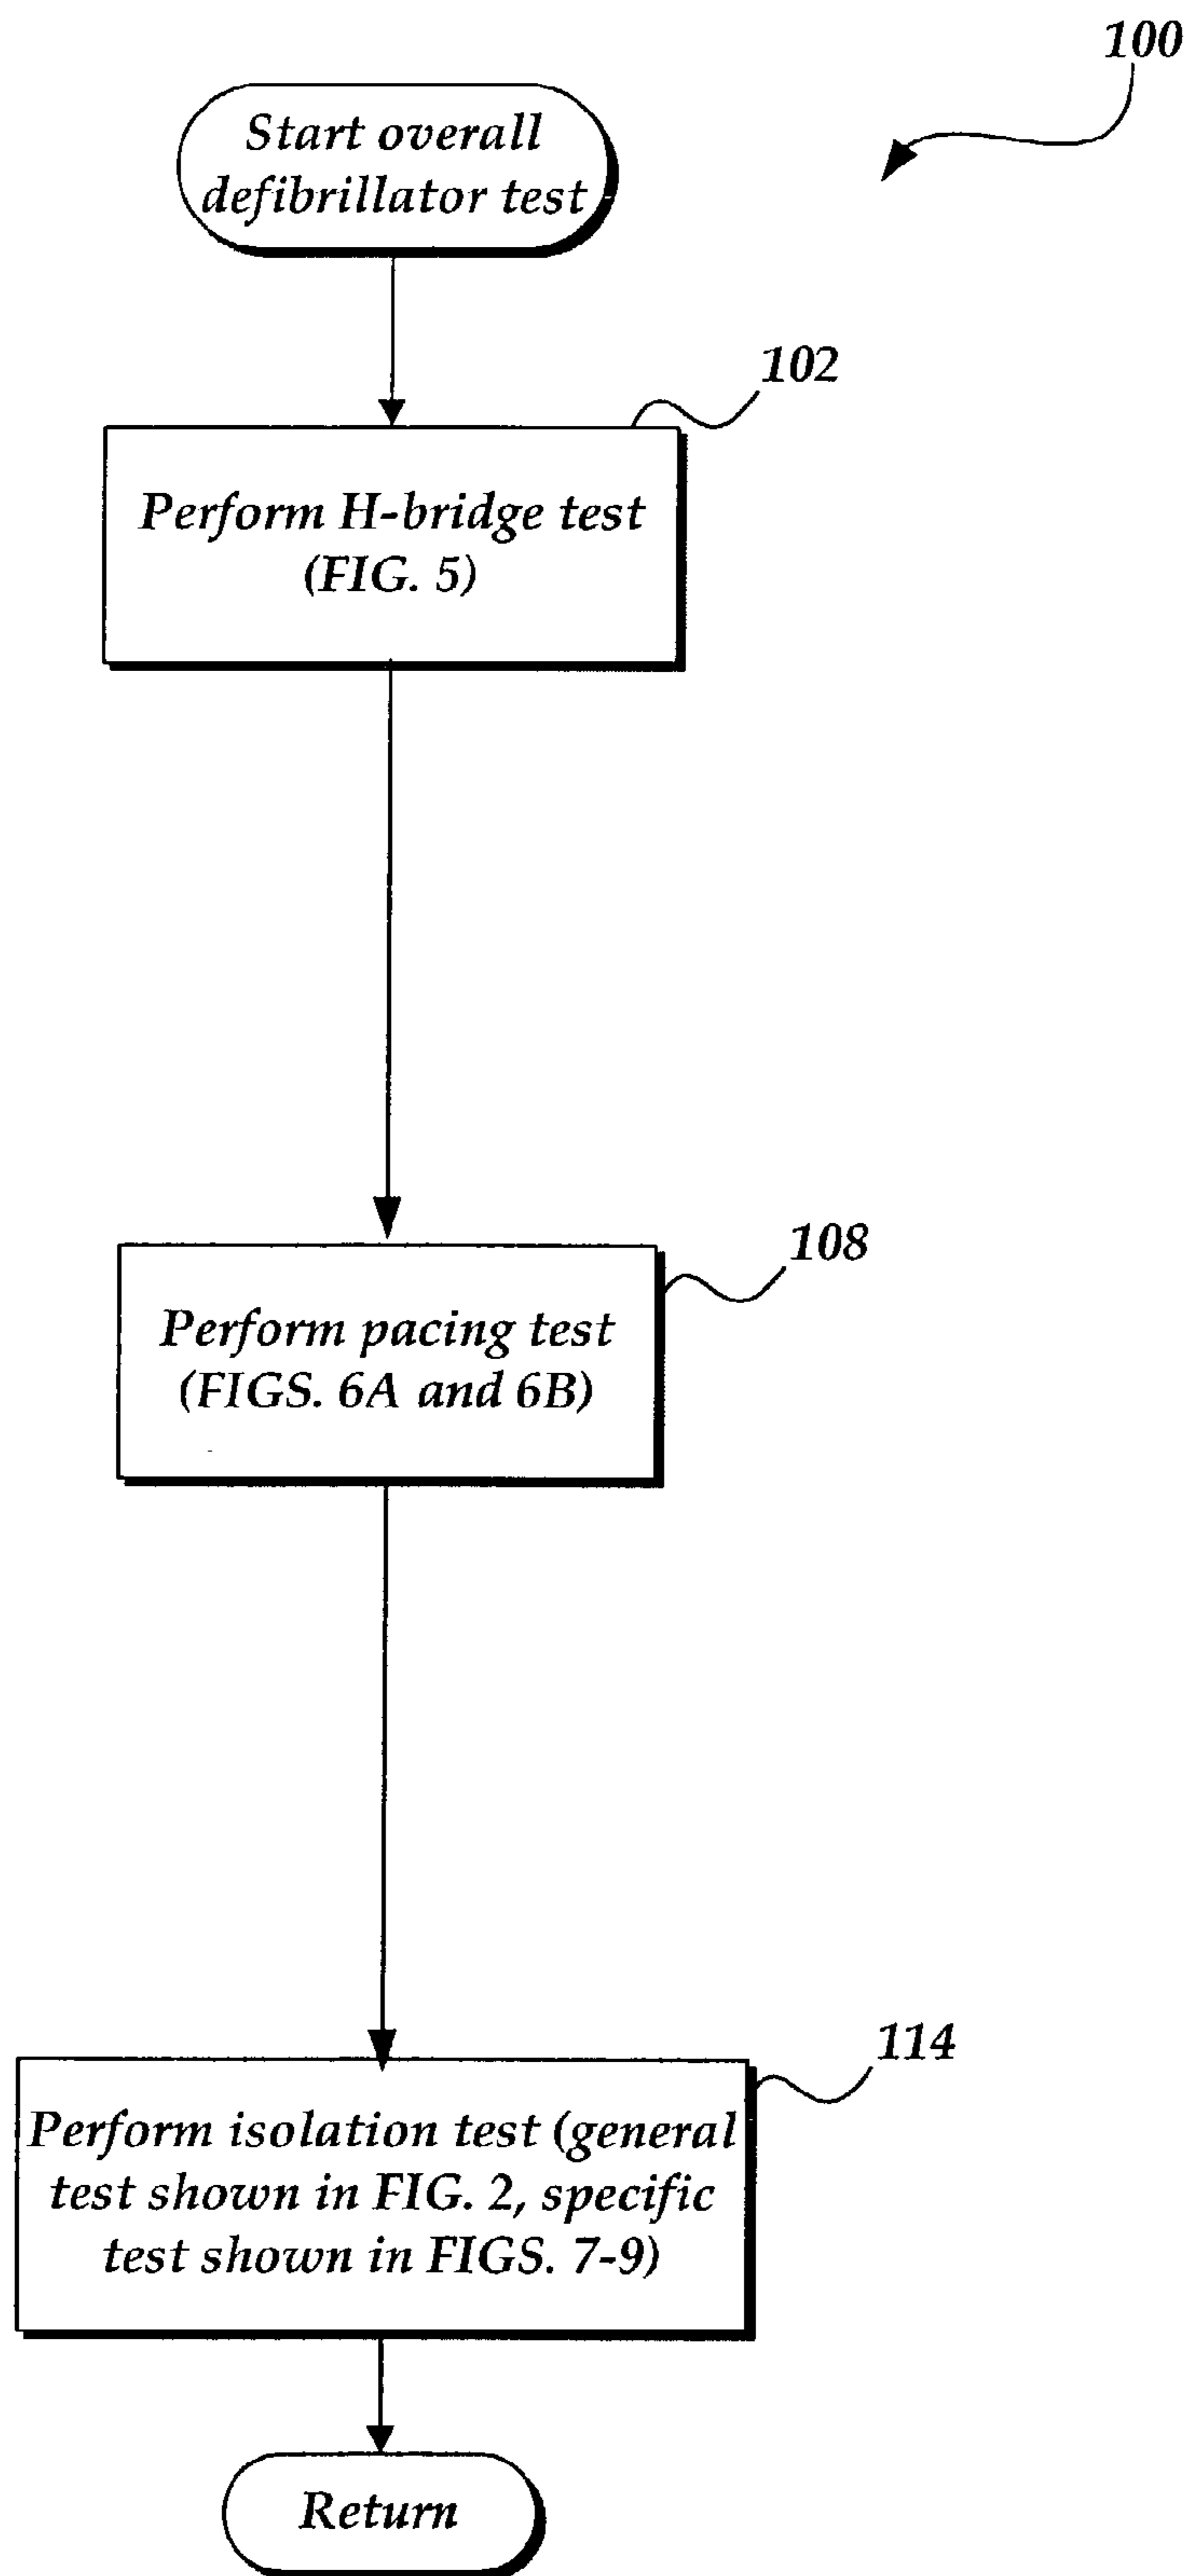 100
Start overall
defibrillator test
102
Perform H-bridge test
(FIG. 5)
108
Perform pacing test
(FIGS. 6A and 6B)
114
Perform isolation test (general
test shown in FIG. 2, specific
test shown in FIGS. 7-9)
Return